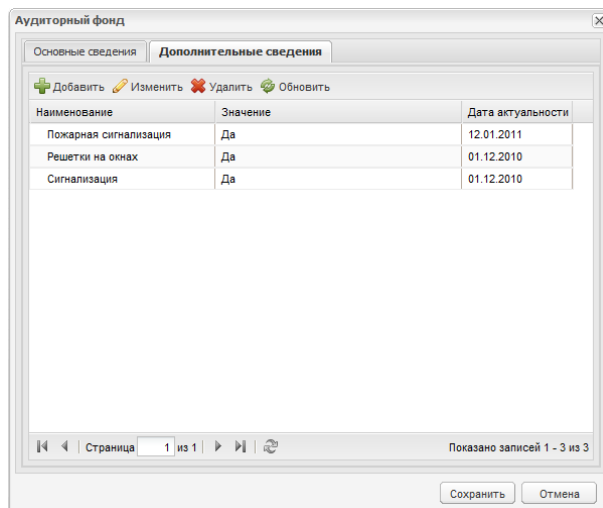 Аудиторный фонд
Основные сведения Дополнительные сведения
Добавить Изменить Удалить Обновить
Наименование Значение Дата актуальности
Пожарная сигнализация Да 12.01.2011
Решетки на окнах Да 01.12.2010
Сигнализация Да 01.12.2010
Страница 1 из 1 Показано записей 1 - 3 из 3
Сохранить Отмена